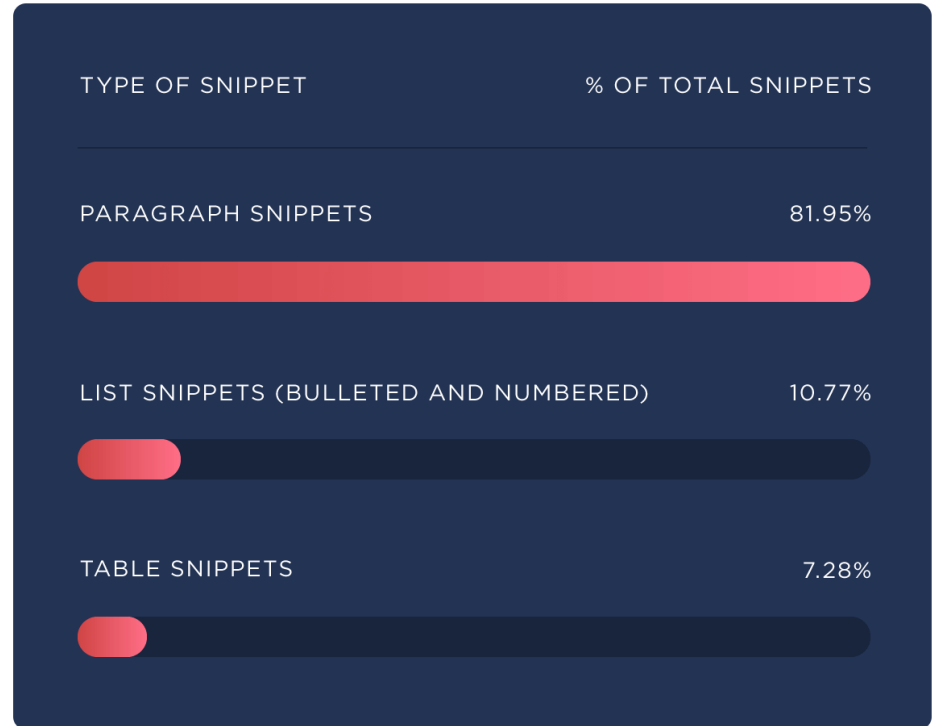 TYPE OF SNIPPET % OF TOTAL SNIPPETS
PARAGRAPH SNIPPETS 81.95%
LIST SNIPPETS (BULLETED AND NUMBERED) 10.77%
TABLE SNIPPETS 7.28%